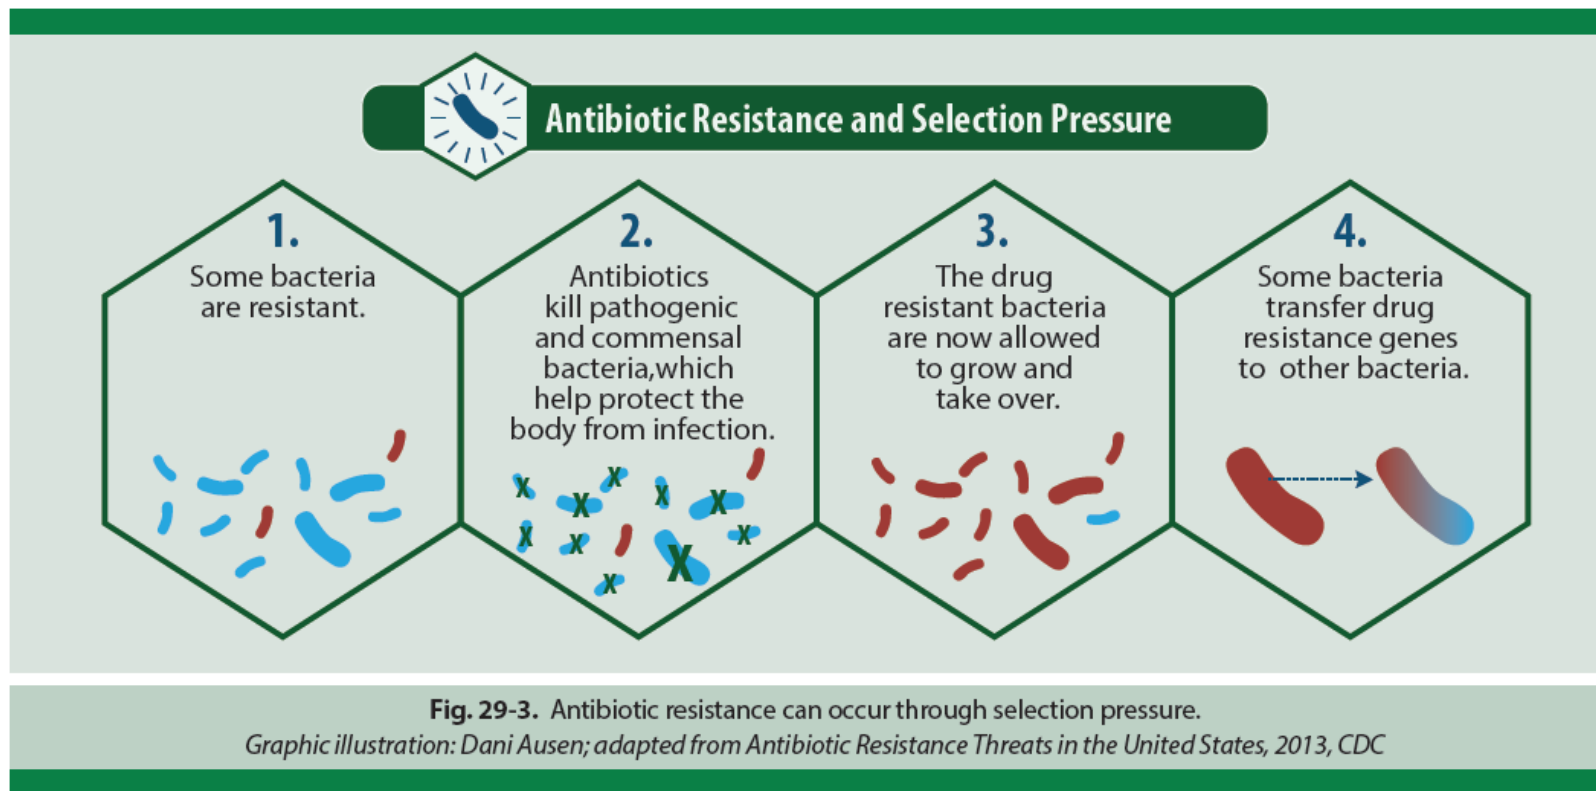 Antibiotic Resistance and Selection Pressure
1.
Some bacteria
are resistant.
2.
Antibiotics
kill pathogenic
and commensal
bacteria,which
help protect the
body from infection.
X X X X X X X X X X
3.
The drug
resistant bacteria
are now allowed
to grow and
take over.
4.
Some bacteria
transfer drug
resistance genes
to other bacteria.
Fig. 29-3. Antibiotic resistance can occur through selection pressure.
Graphic illustration: Dani Ausen; adapted from Antibiotic Resistance Threats in the United States, 2013, CDC